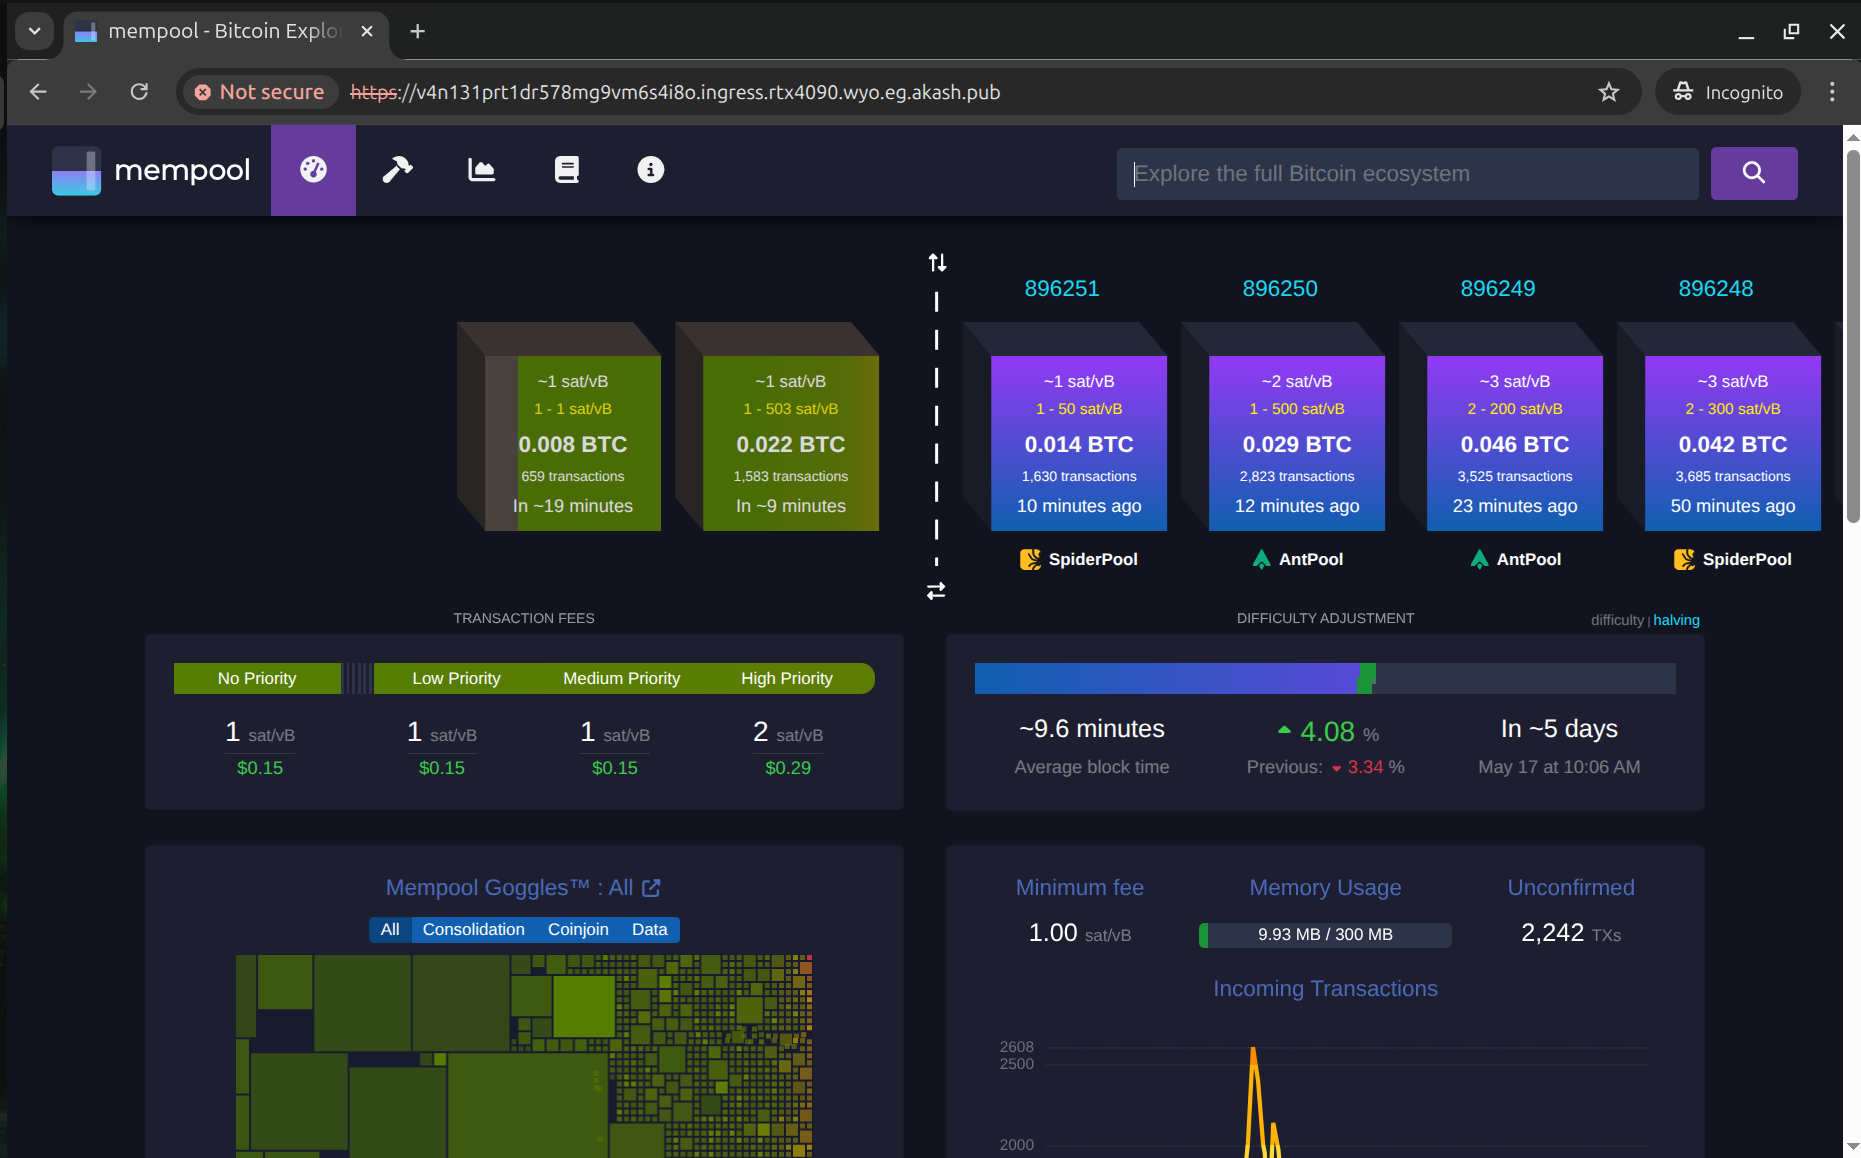 mempool - Bitcoin Explo
Not secure https://v4n131prt1dr578mg9vm6s4i8o.ingress.rtx4090.wyo.eg.akash.pub Incognito
mempool Explore the full Bitcoin ecosystem
896251 896250 896249 896248
~1 sat/vB ~1 sat/vB ~1 sat/vB ~2 sat/vB ~3 sat/vB ~3 sat/vB
1 - 1 sat/vB 1 - 503 sat/vB 1 - 50 sat/vB 1 - 500 sat/vB 2 - 200 sat/vB 2 - 300 sat/vB
0.008 BTC 0.022 BTC 0.014 BTC 0.029 BTC 0.046 BTC 0.042 BTC
659 transactions 1,583 transactions 1,630 transactions 2,823 transactions 3,525 transactions 3,685 transactions
In ~19 minutes In ~9 minutes 10 minutes ago 12 minutes ago 23 minutes ago 50 minutes ago
SpiderPool AntPool AntPool SpiderPool
TRANSACTION FEES DIFFICULTY ADJUSTMENT difficulty | halving
No Priority Low Priority Medium Priority High Priority
1 sat/vB 1 sat/vB 1 sat/vB 2 sat/vB ~9.6 minutes 4.08 % In ~5 days
$0.15 $0.15 $0.15 $0.29 Average block time Previous: 3.34 % May 17 at 10:06 AM
Mempool Goggles™ : All Minimum fee Memory Usage Unconfirmed
All Consolidation Coinjoin Data 1.00 sat/vB 9.93 MB / 300 MB 2,242 TXs
Incoming Transactions
2608
2500
2000